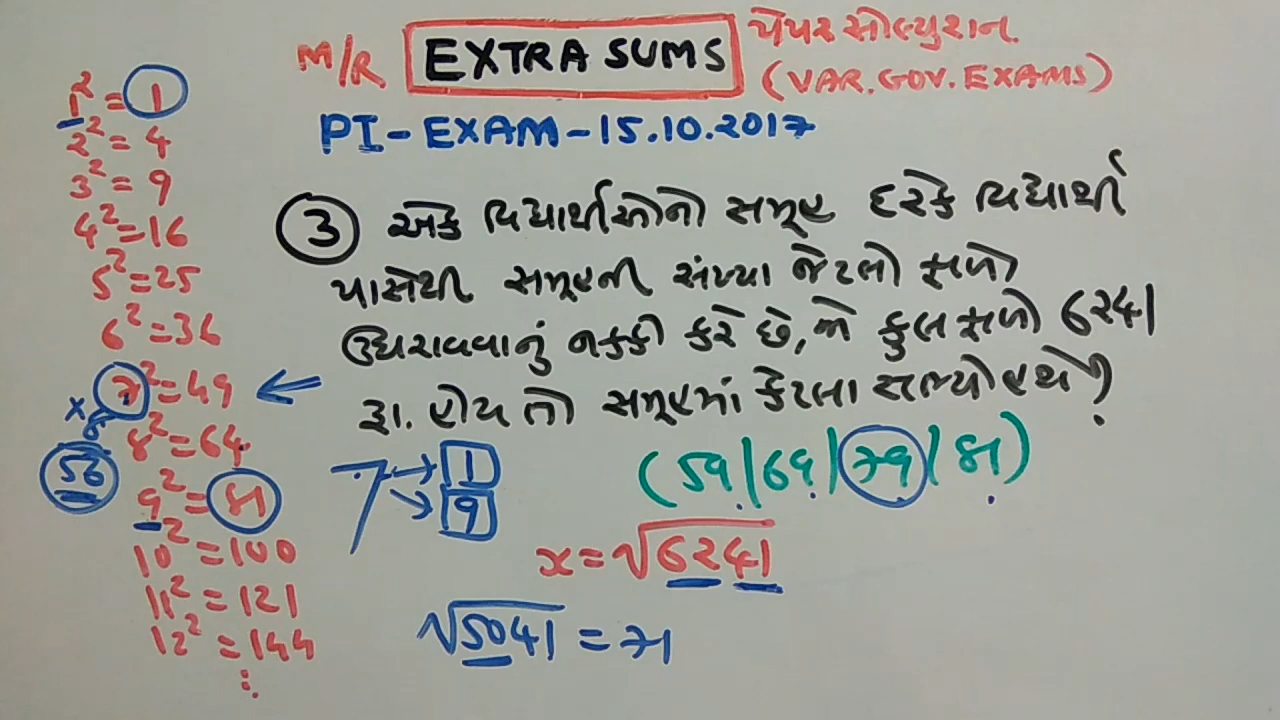 M/R EXTRA SUMS પેપર સોલ્યુશન.
(VAR.GOV.EXAMS)
PI-EXAM-15.10.2017
1² = 1
2² = 4
3² = 9
4² = 16
5² = 25
6² = 36
7² = 49
8² = 64
9² = 81
10² = 100
11² = 121
12² = 144
x 8
56
3 એક વિદ્યાર્થીઓનો સમૂહ દરેક વિદ્યાર્થી
પાસેથી સમૂહની સંખ્યા જેટલો ફાળો
ઉઘરાવવાનું નક્કી કરે છે, જો કુલ ફાળો 6241
રૂા. હોય તો સમૂહમાં કેટલા સભ્યો હશે?
(59|69|79|81)
7 → 1
→ 9
x = √6241
√5041 = 71